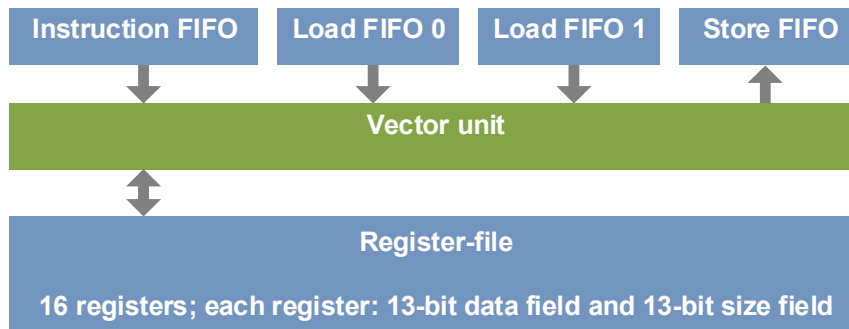 Instruction FIFO
Load FIFO 0
Load FIFO 1
Store FIFO
Vector unit
Register-file
16 registers; each register: 13-bit data field and 13-bit size field